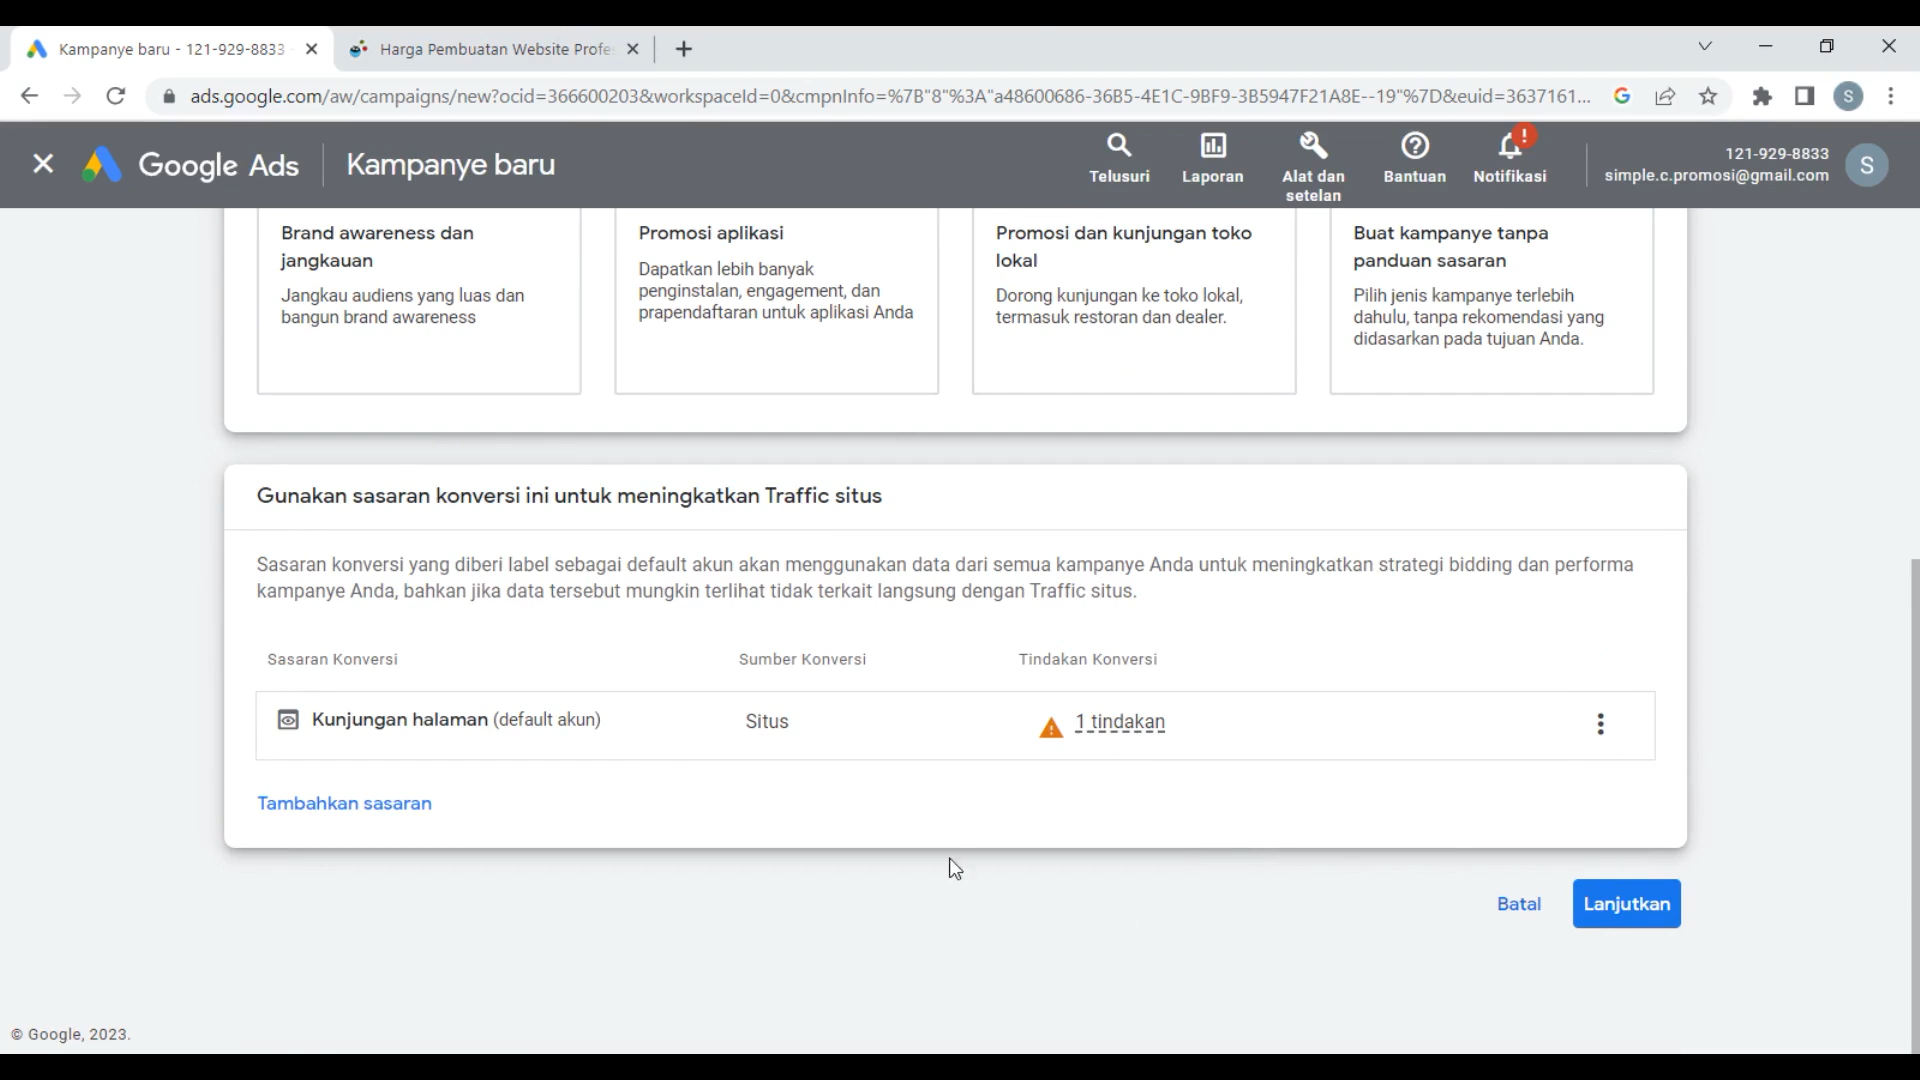 Kampanye baru - 121-929-8833
Harga Pembuatan Website Profe
ads.google.com/aw/campaigns/new?ocid=366600203&workspaceId=0&cmpnInfo=%7B"8"%3A"a48600686-36B5-4E1C-9BF9-3B5947F21A8E--19"%7D&euid=3637161...
S
Google Ads
Kampanye baru
Telusuri
Laporan
Alat dan
setelan
Bantuan
Notifikasi
121-929-8833
simple.c.promosi@gmail.com
S
Brand awareness dan
jangkauan
Jangkau audiens yang luas dan
bangun brand awareness
Promosi aplikasi
Dapatkan lebih banyak
penginstalan, engagement, dan
prapendaftaran untuk aplikasi Anda
Promosi dan kunjungan toko
lokal
Dorong kunjungan ke toko lokal,
termasuk restoran dan dealer.
Buat kampanye tanpa
panduan sasaran
Pilih jenis kampanye terlebih
dahulu, tanpa rekomendasi yang
didasarkan pada tujuan Anda.
Gunakan sasaran konversi ini untuk meningkatkan Traffic situs
Sasaran konversi yang diberi label sebagai default akun akan menggunakan data dari semua kampanye Anda untuk meningkatkan strategi bidding dan performa
kampanye Anda, bahkan jika data tersebut mungkin terlihat tidak terkait langsung dengan Traffic situs.
Sasaran Konversi
Sumber Konversi
Tindakan Konversi
Kunjungan halaman (default akun)
Situs
1 tindakan
Tambahkan sasaran
Batal
Lanjutkan
© Google, 2023.